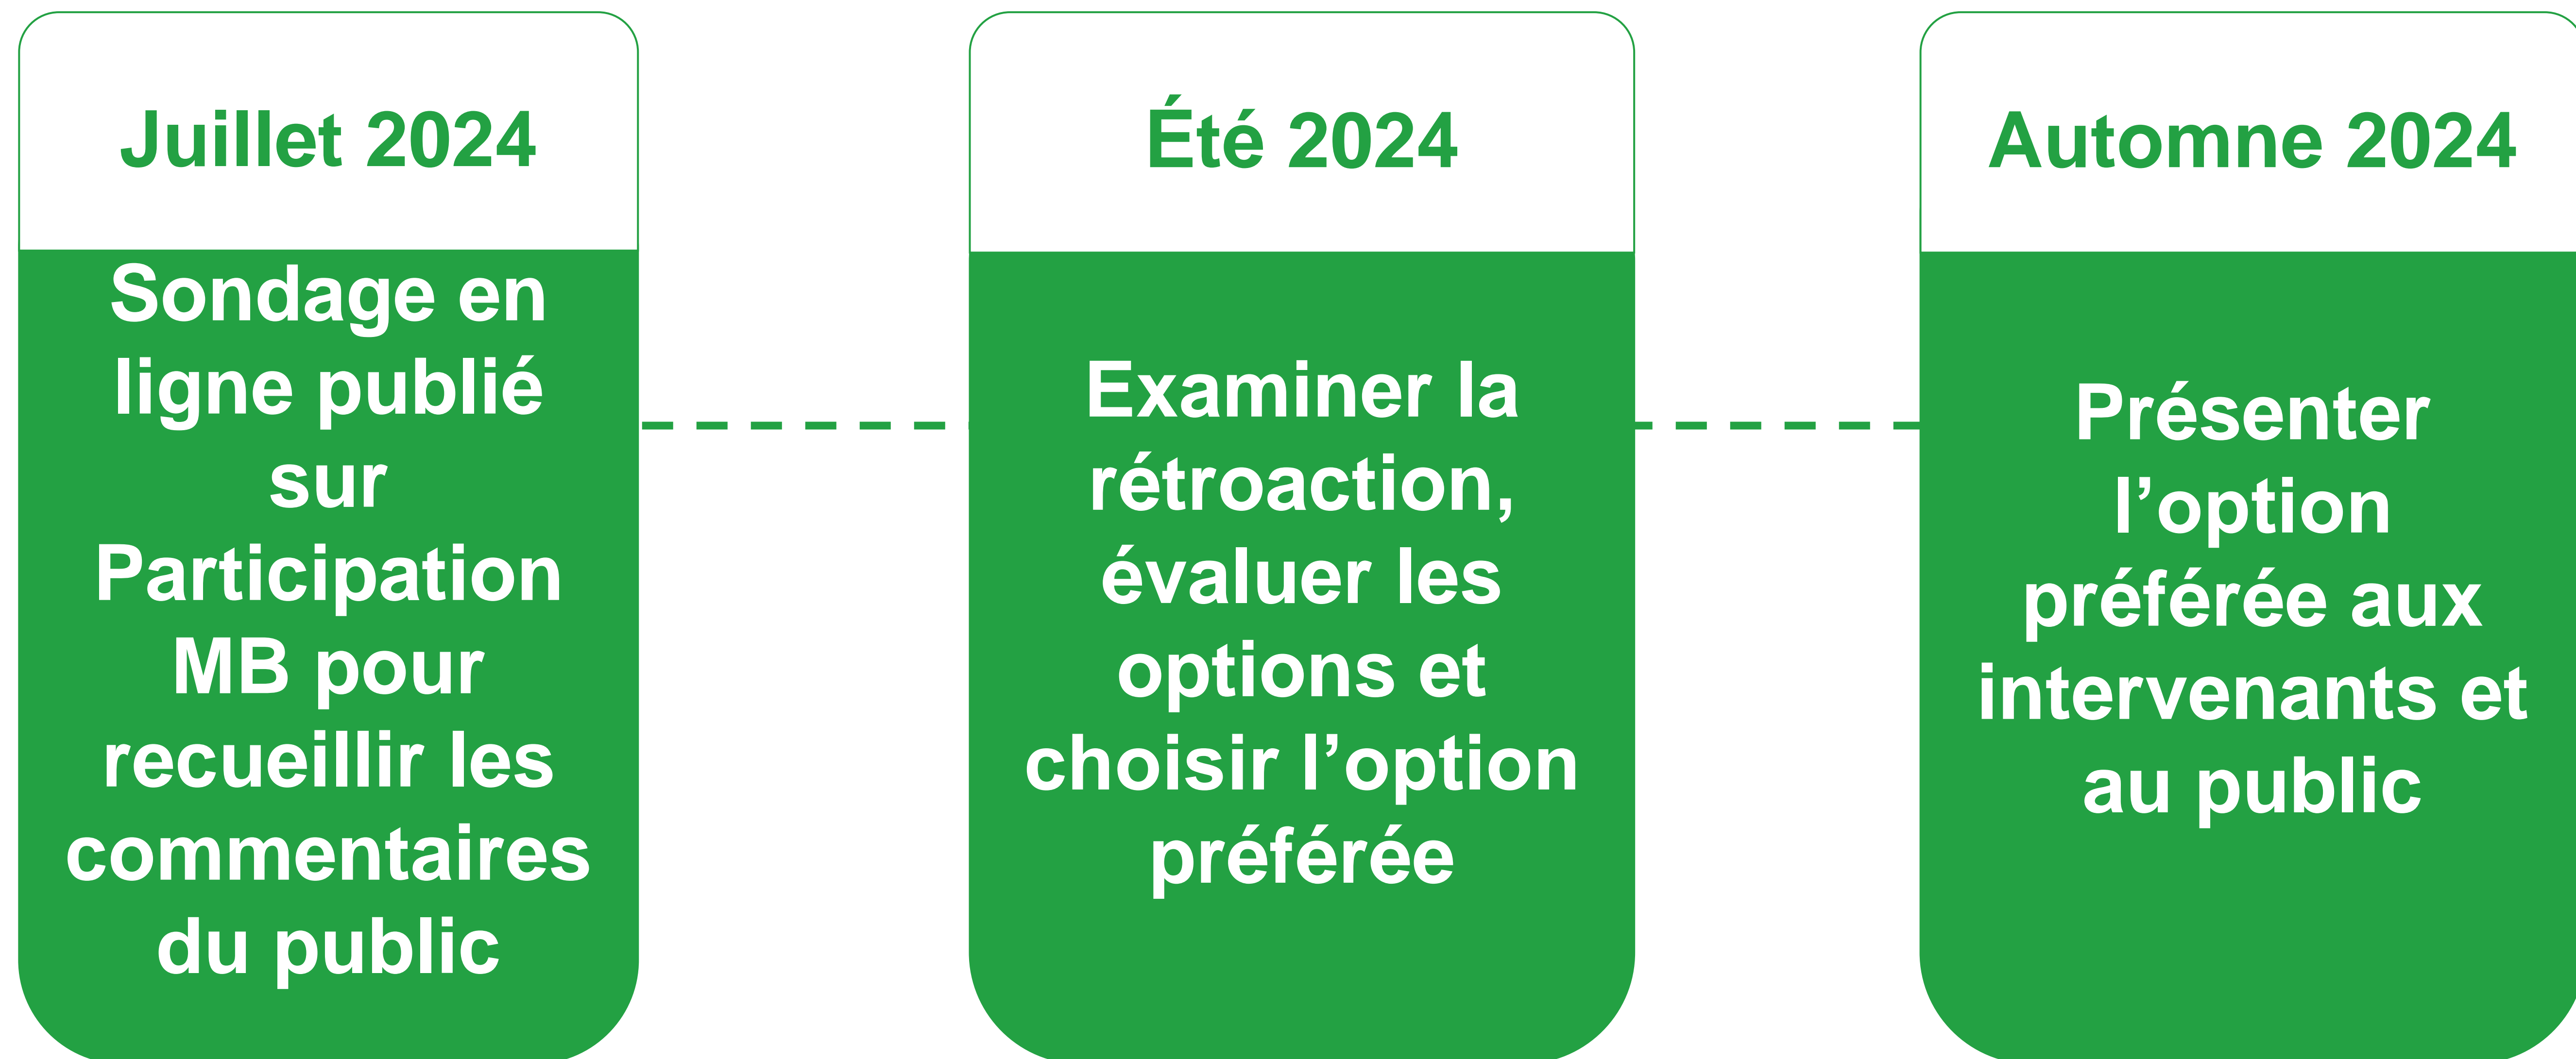 Juillet 2024
Sondage en
ligne publié
sur
Participation
MB pour
recueillir les
commentaires
du public
Été 2024
Examiner la
rétroaction,
évaluer les
options et
choisir l’option
préférée
Automne 2024
Présenter
l’option
préférée aux
intervenants et
au public